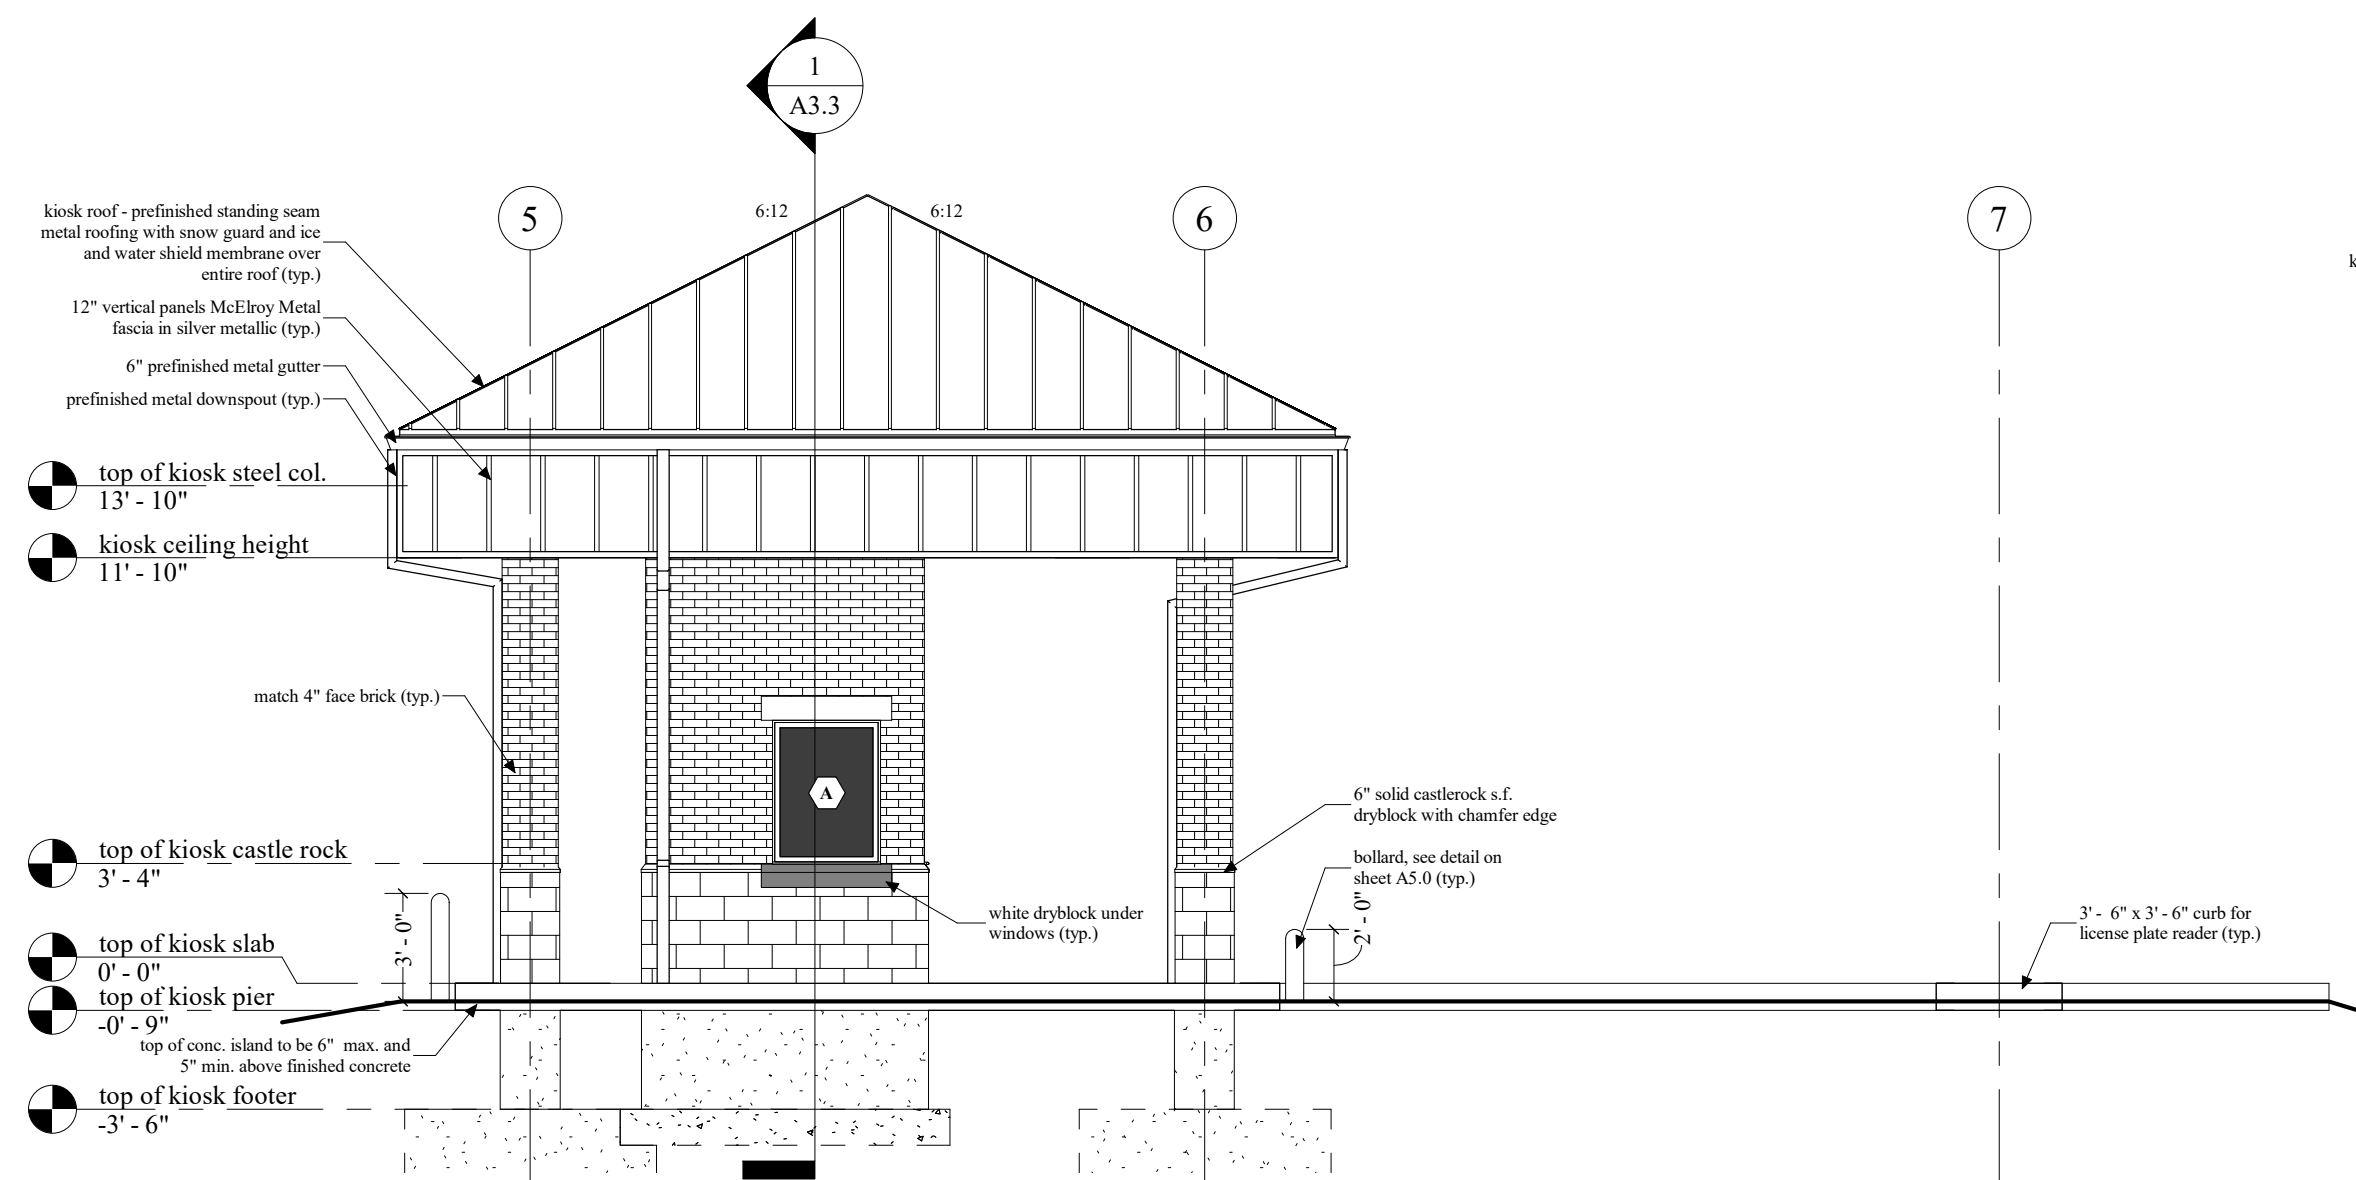 1
A3.3
5
6
7
6:12
6:12
kiosk roof - prefinished standing seam
metal roofing with snow guard and ice
and water shield membrane over
entire roof (typ.)
12" vertical panels McElroy Metal
fascia in silver metallic (typ.)
6" prefinished metal gutter
prefinished metal downspout (typ.)
top of kiosk steel col.
13' - 10"
kiosk ceiling height
11' - 10"
match 4" face brick (typ.)
A
6" solid castlerock s.f.
dryblock with chamfer edge
bollard, see detail on
sheet A5.0 (typ.)
top of kiosk castle rock
3' - 4"
3' - 0"
2' - 0"
white dryblock under
windows (typ.)
3' - 6" x 3' - 6" curb for
license plate reader (typ.)
top of kiosk slab
0' - 0"
top of kiosk pier
-0' - 9"
top of conc. island to be 6" max. and
5" min. above finished concrete
top of kiosk footer
-3' - 6"
k